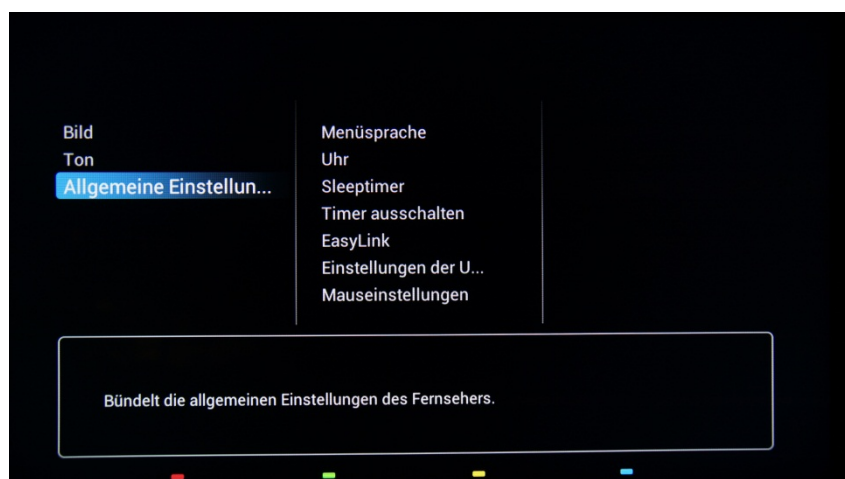 Bild
Ton
Allgemeine Einstellun...
Menüsprache
Uhr
Sleeptimer
Timer ausschalten
EasyLink
Einstellungen der U...
Mauseinstellungen
Bündelt die allgemeinen Einstellungen des Fernsehers.